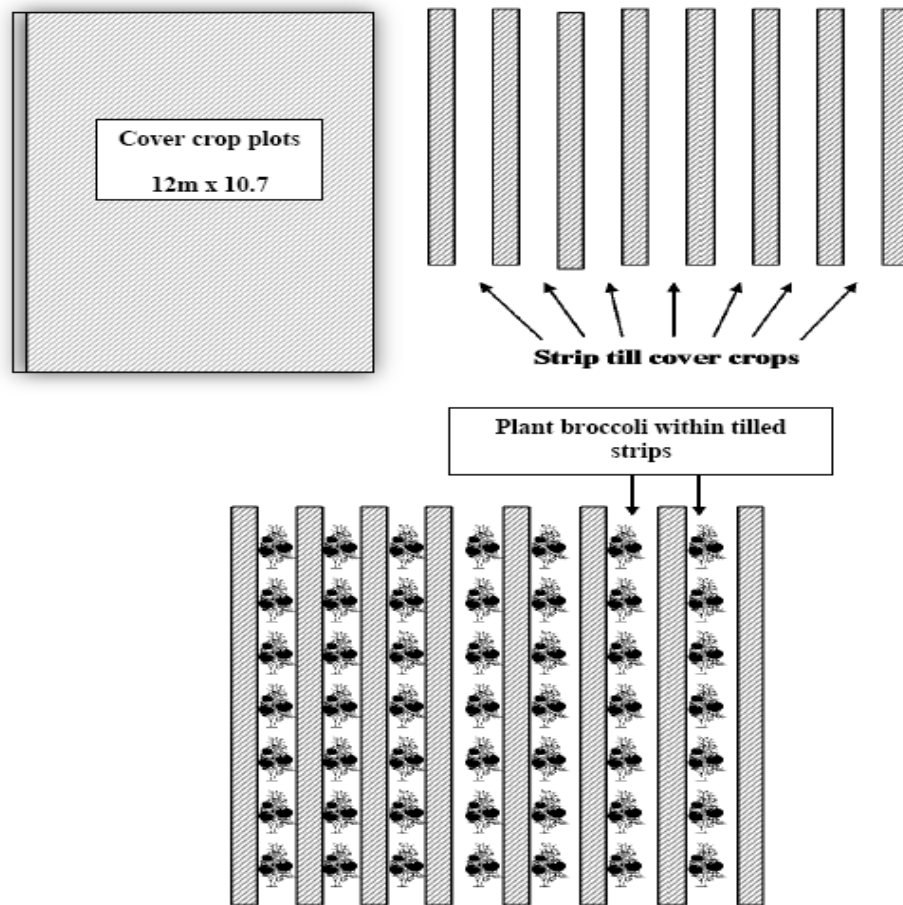 Cover crop plots
12m x 10.7
Strip till cover crops
Plant broccoli within tilled
strips